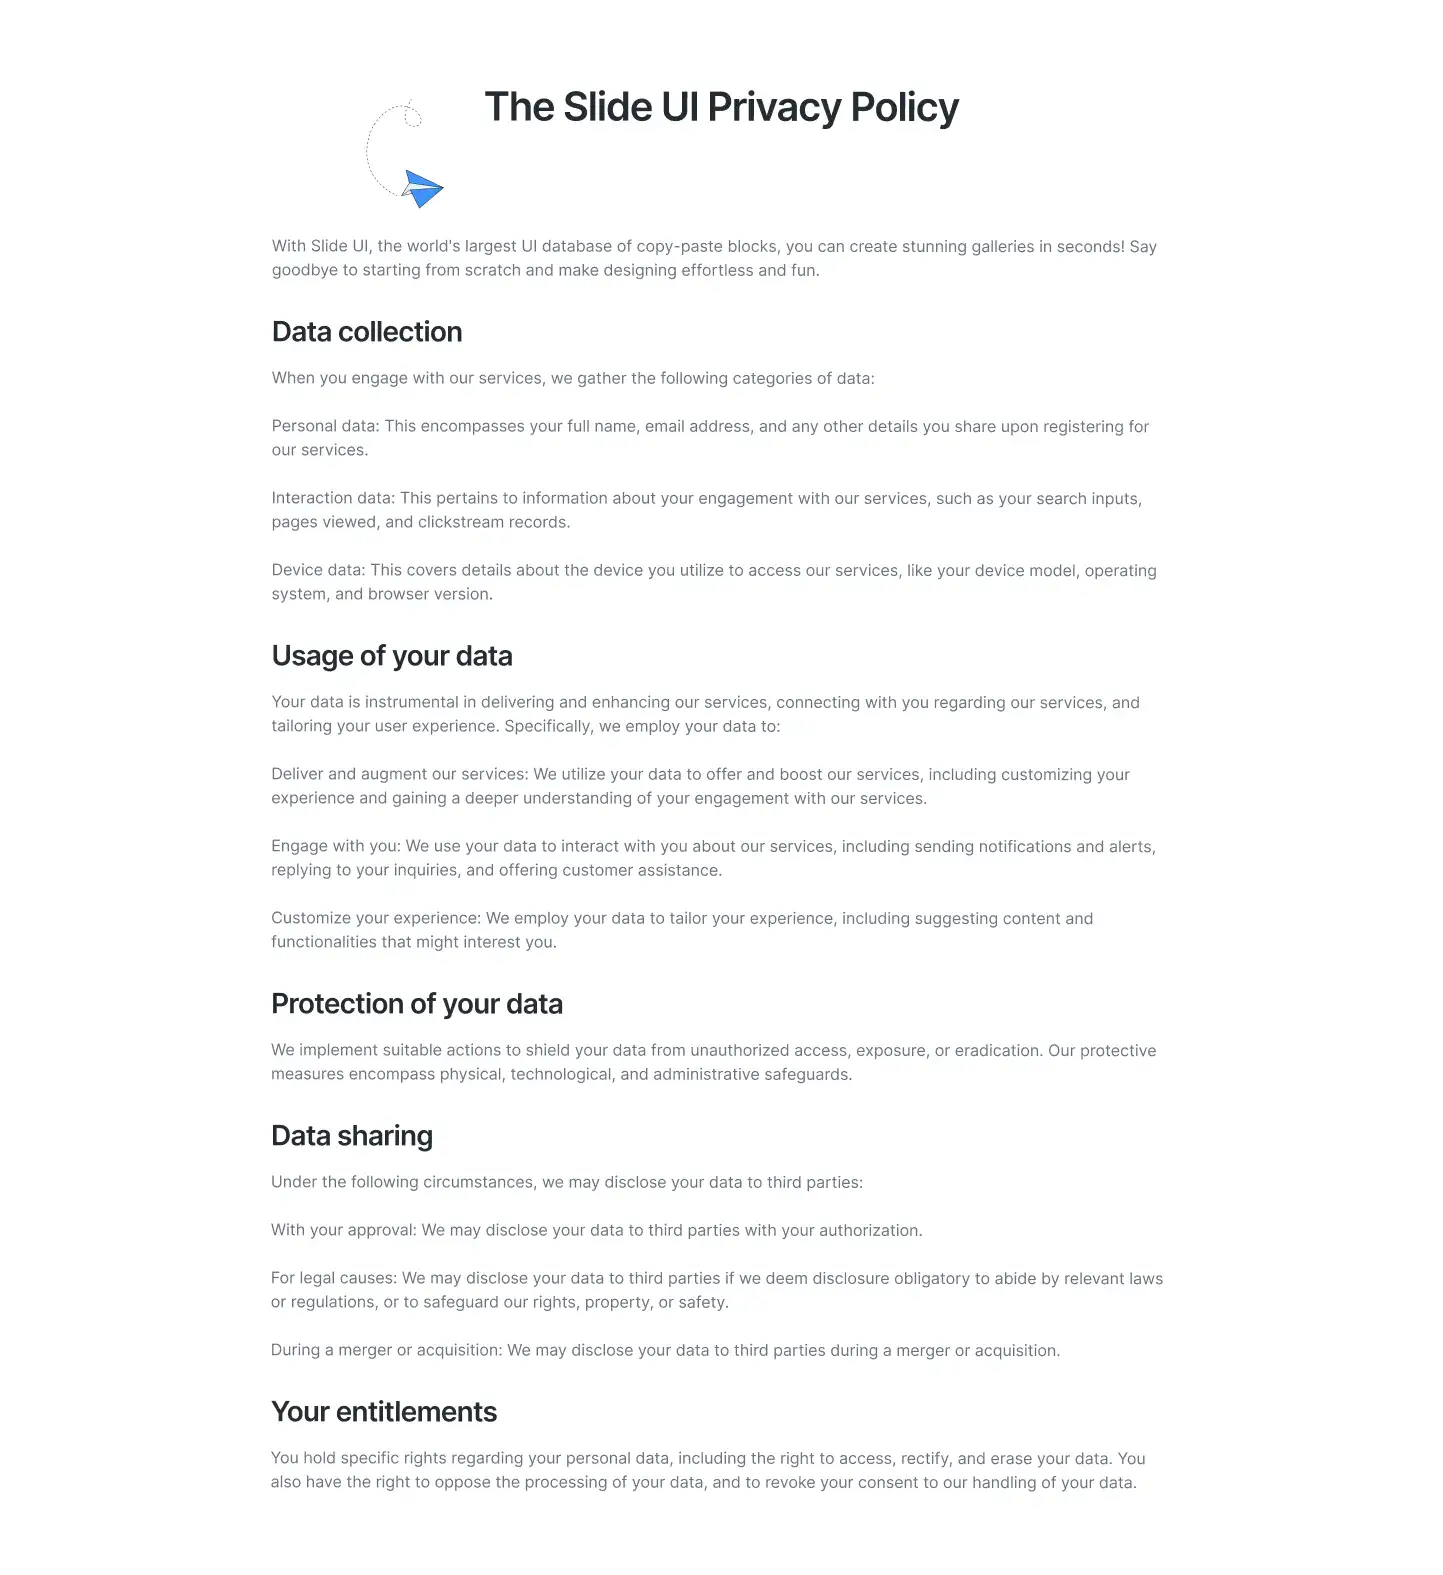 The Slide UI Privacy Policy
With Slide UI, the world's largest UI database of copy-paste blocks, you can create stunning galleries in seconds! Say
goodbye to starting from scratch and make designing effortless and fun.
Data collection
When you engage with our services, we gather the following categories of data:
Personal data: This encompasses your full name, email address, and any other details you share upon registering for
our services.
Interaction data: This pertains to information about your engagement with our services, such as your search inputs,
pages viewed, and clickstream records.
Device data: This covers details about the device you utilize to access our services, like your device model, operating
system, and browser version.
Usage of your data
Your data is instrumental in delivering and enhancing our services, connecting with you regarding our services, and
tailoring your user experience. Specifically, we employ your data to:
Deliver and augment our services: We utilize your data to offer and boost our services, including customizing your
experience and gaining a deeper understanding of your engagement with our services.
Engage with you: We use your data to interact with you about our services, including sending notifications and alerts,
replying to your inquiries, and offering customer assistance.
Customize your experience: We employ your data to tailor your experience, including suggesting content and
functionalities that might interest you.
Protection of your data
We implement suitable actions to shield your data from unauthorized access, exposure, or eradication. Our protective
measures encompass physical, technological, and administrative safeguards.
Data sharing
Under the following circumstances, we may disclose your data to third parties:
With your approval: We may disclose your data to third parties with your authorization.
For legal causes: We may disclose your data to third parties if we deem disclosure obligatory to abide by relevant laws
or regulations, or to safeguard our rights, property, or safety.
During a merger or acquisition: We may disclose your data to third parties during a merger or acquisition.
Your entitlements
You hold specific rights regarding your personal data, including the right to access, rectify, and erase your data. You
also have the right to oppose the processing of your data, and to revoke your consent to our handling of your data.